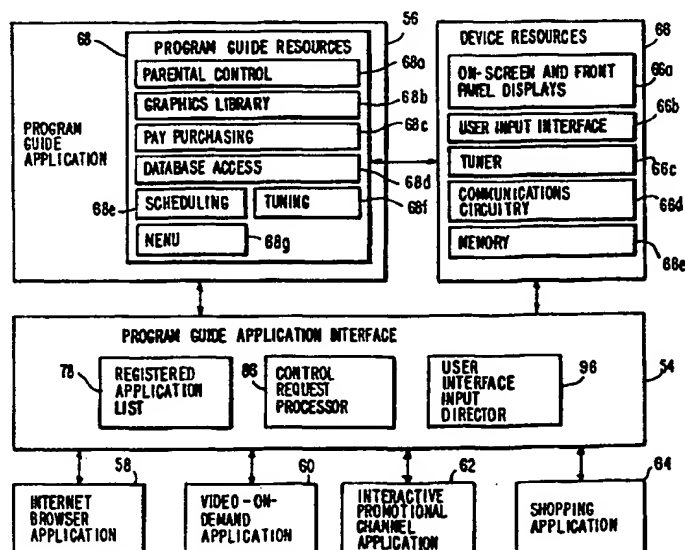 68
56
PROGRAM GUIDE RESOURCES
PARENTAL CONTROL
68a
GRAPHICS LIBRARY
68b
PAY PURCHASING
68c
DATABASE ACCESS
68d
68e
SCHEDULING
TUNING
68f
MENU
68g
PROGRAM
GUIDE
APPLICATION
DEVICE RESOURCES
66
ON-SCREEN AND FRONT
PANEL DISPLAYS
66a
USER INPUT INTERFACE
66b
TUNER
66c
COMMUNICATIONS
CIRCUITRY
66d
MEMORY
66e
PROGRAM GUIDE APPLICATION INTERFACE
78
REGISTERED
APPLICATION
LIST
86
CONTROL
REQUEST
PROCESSOR
USER
INTERFACE
INPUT
DIRECTOR
96
54
58
INTERNET
BROWSER
APPLICATION
60
VIDEO-ON-
DEMAND
APPLICATION
62
INTERACTIVE
PROMOTIONAL
CHANNEL
APPLICATION
64
SHOPPING
APPLICATION